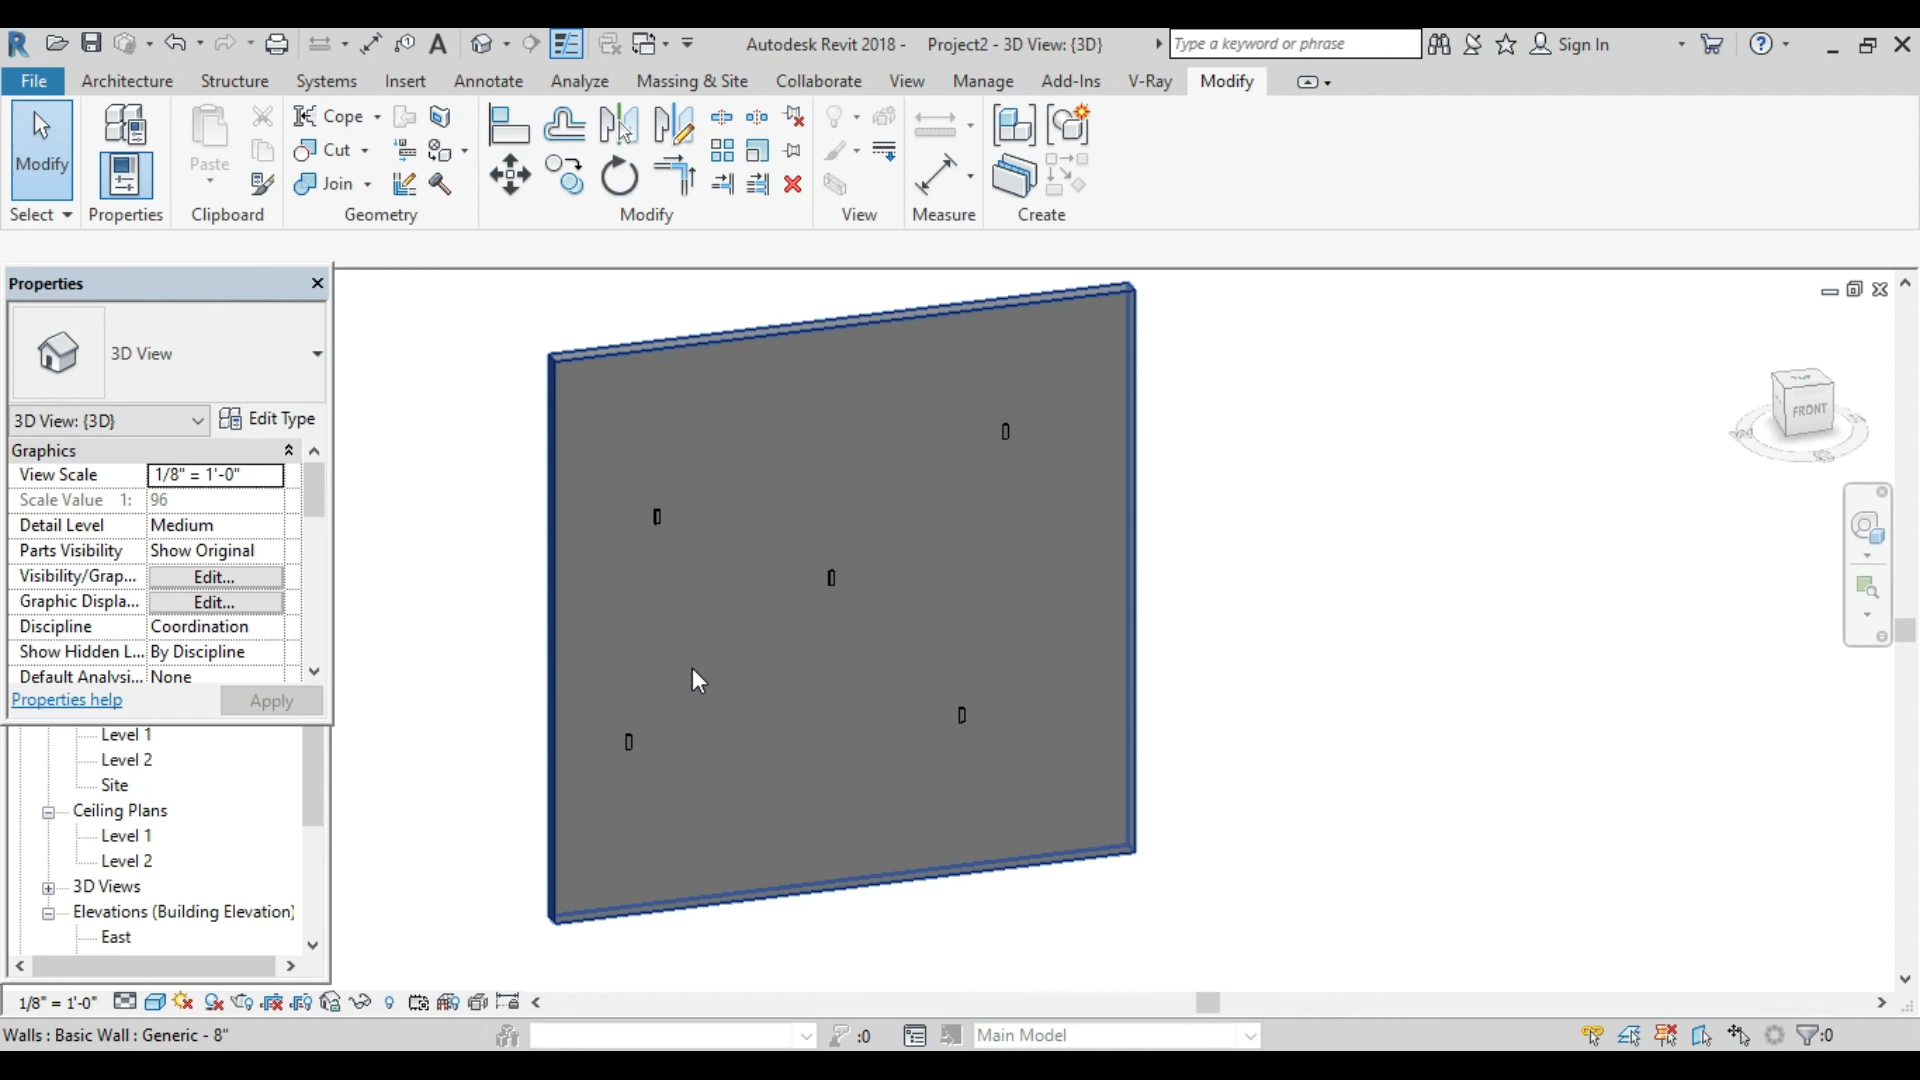 Autodesk Revit 2018 - Project2 - 3D View: {3D}
Type a keyword or phrase
Sign In
File Architecture Structure Systems Insert Annotate Analyze Massing & Site Collaborate View Manage Add-Ins V-Ray Modify
Modify
Paste
Cope
Cut
Join
Select Properties Clipboard Geometry Modify View Measure Create
Properties
3D View
3D View: {3D} Edit Type
Graphics
View Scale 1/8" = 1'-0"
Scale Value 1: 96
Detail Level Medium
Parts Visibility Show Original
Visibility/Grap... Edit...
Graphic Displa... Edit...
Discipline Coordination
Show Hidden L... By Discipline
Default Analysi... None
Properties help Apply
Level 1
Level 2
Site
Ceiling Plans
Level 1
Level 2
3D Views
Elevations (Building Elevation)
East
TOP
FRONT
1/8" = 1'-0"
Walls : Basic Wall : Generic - 8" :0 Main Model :0